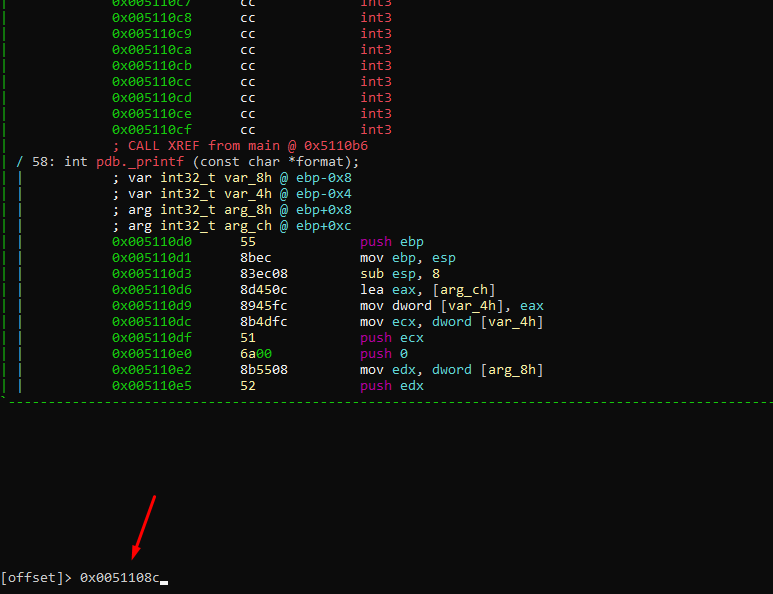 | 0x005110c7 cc int3
| 0x005110c8 cc int3
| 0x005110c9 cc int3
| 0x005110ca cc int3
| 0x005110cb cc int3
| 0x005110cc cc int3
| 0x005110cd cc int3
| 0x005110ce cc int3
| 0x005110cf cc int3
| ; CALL XREF from main @ 0x5110b6
| / 58: int pdb._printf (const char *format);
| | ; var int32_t var_8h @ ebp-0x8
| | ; var int32_t var_4h @ ebp-0x4
| | ; arg int32_t arg_8h @ ebp+0x8
| | ; arg int32_t arg_ch @ ebp+0xc
| | 0x005110d0 55 push ebp
| | 0x005110d1 8bec mov ebp, esp
| | 0x005110d3 83ec08 sub esp, 8
| | 0x005110d6 8d450c lea eax, [arg_ch]
| | 0x005110d9 8945fc mov dword [var_4h], eax
| | 0x005110dc 8b4dfc mov ecx, dword [var_4h]
| | 0x005110df 51 push ecx
| | 0x005110e0 6a00 push 0
| | 0x005110e2 8b5508 mov edx, dword [arg_8h]
| | 0x005110e5 52 push edx
[offset]> 0x0051108c